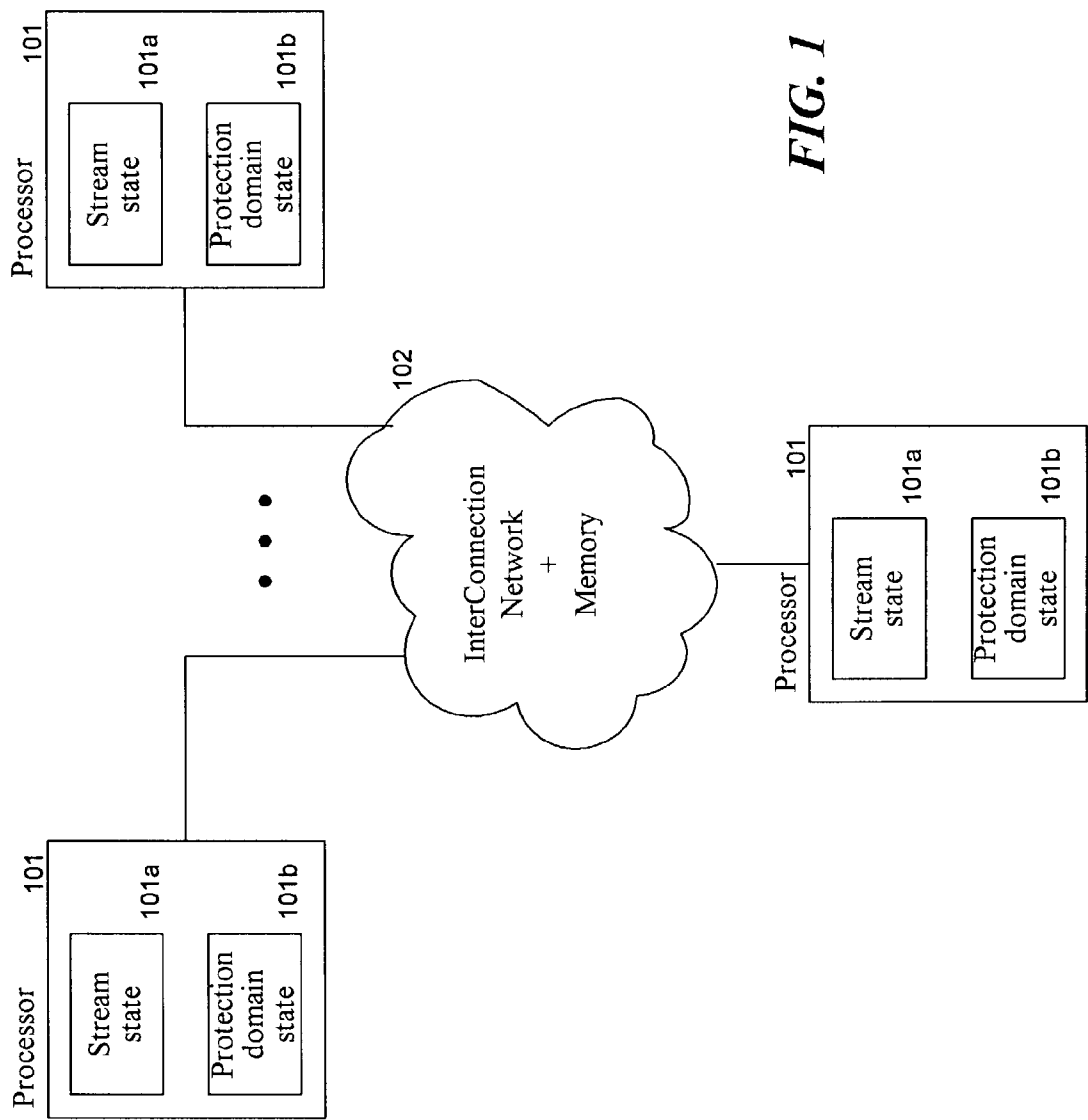 Processor
101
Stream
state
101a
Protection
domain
state
101b
Processor
101
Stream
state
101a
Protection
domain
state
101b
102
InterConnection
Network
+
Memory
Processor
101
Stream
state
101a
Protection
domain
state
101b
FIG. 1